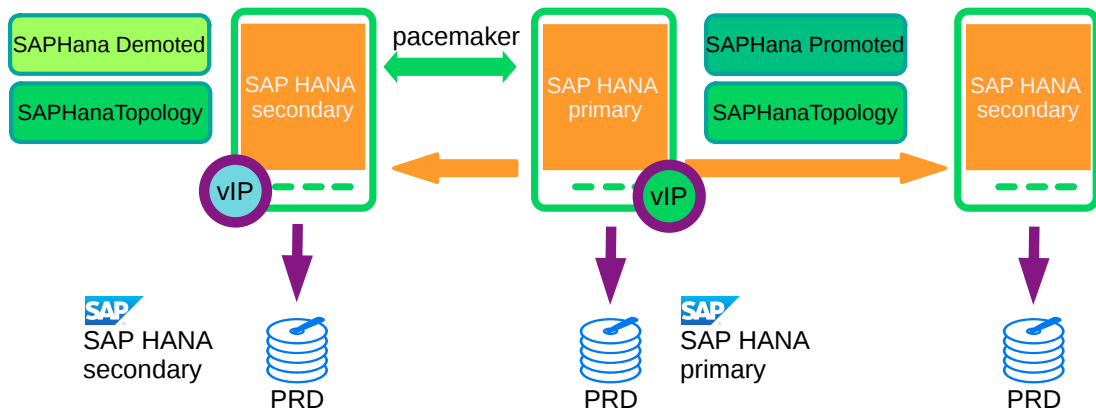 SAPHana Demoted
SAPHanaTopology
SAP HANA
secondary
vIP
pacemaker
SAP HANA
primary
vIP
SAPHana Promoted
SAPHanaTopology
SAP HANA
secondary
SAP
SAP HANA
secondary
PRD
PRD
SAP
SAP HANA
primary
PRD